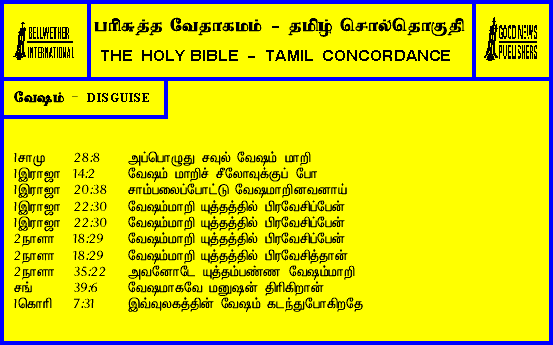 BELLWETHER
INTERNATIONAL
பரிசுத்த வேதாகமம் - தமிழ் சொல்தொகுதி
THE HOLY BIBLE - TAMIL CONCORDANCE
GOOD NEWS
PUBLISHERS
வேஷம் - DISGUISE
1சாமு 28:8 அப்பொழுது சவுல் வேஷம் மாறி
1இராஜா 14:2 வேஷம் மாறிச் சீலோவுக்குப் போ
1இராஜா 20:38 சாம்பலைப்போட்டு வேஷமாறினவனாய்
1இராஜா 22:30 வேஷம்மாறி யுத்தத்தில் பிரவேசிப்பேன்
1இராஜா 22:30 வேஷம்மாறி யுத்தத்தில் பிரவேசிப்பேன்
2நாளா 18:29 வேஷம்மாறி யுத்தத்தில் பிரவேசிப்பேன்
2நாளா 18:29 வேஷம்மாறி யுத்தத்தில் பிரவேசித்தான்
2நாளா 35:22 அவனோடே யுத்தம்பண்ண வேஷம்மாறி
சங் 39:6 வேஷமாகவே மனுஷன் திரிகிறான்
1கொரி 7:31 இவ்வுலகத்தின் வேஷம் கடந்துபோகிறதே